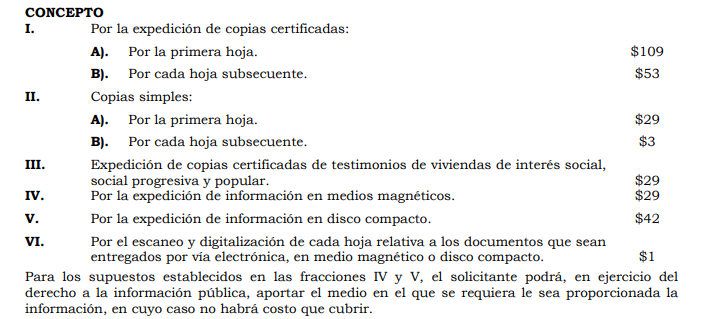 CONCEPTO
I. Por la expedición de copias certificadas:
A). Por la primera hoja. $109
B). Por cada hoja subsecuente. $53
II. Copias simples:
A). Por la primera hoja. $29
B). Por cada hoja subsecuente. $3
III. Expedición de copias certificadas de testimonios de viviendas de interés social,
social progresiva y popular. $29
IV. Por la expedición de información en medios magnéticos. $29
V. Por la expedición de información en disco compacto. $42
VI. Por el escaneo y digitalización de cada hoja relativa a los documentos que sean
entregados por vía electrónica, en medio magnético o disco compacto. $1
Para los supuestos establecidos en las fracciones IV y V, el solicitante podrá, en ejercicio del
derecho a la información pública, aportar el medio en el que se requiera le sea proporcionada la
información, en cuyo caso no habrá costo que cubrir.